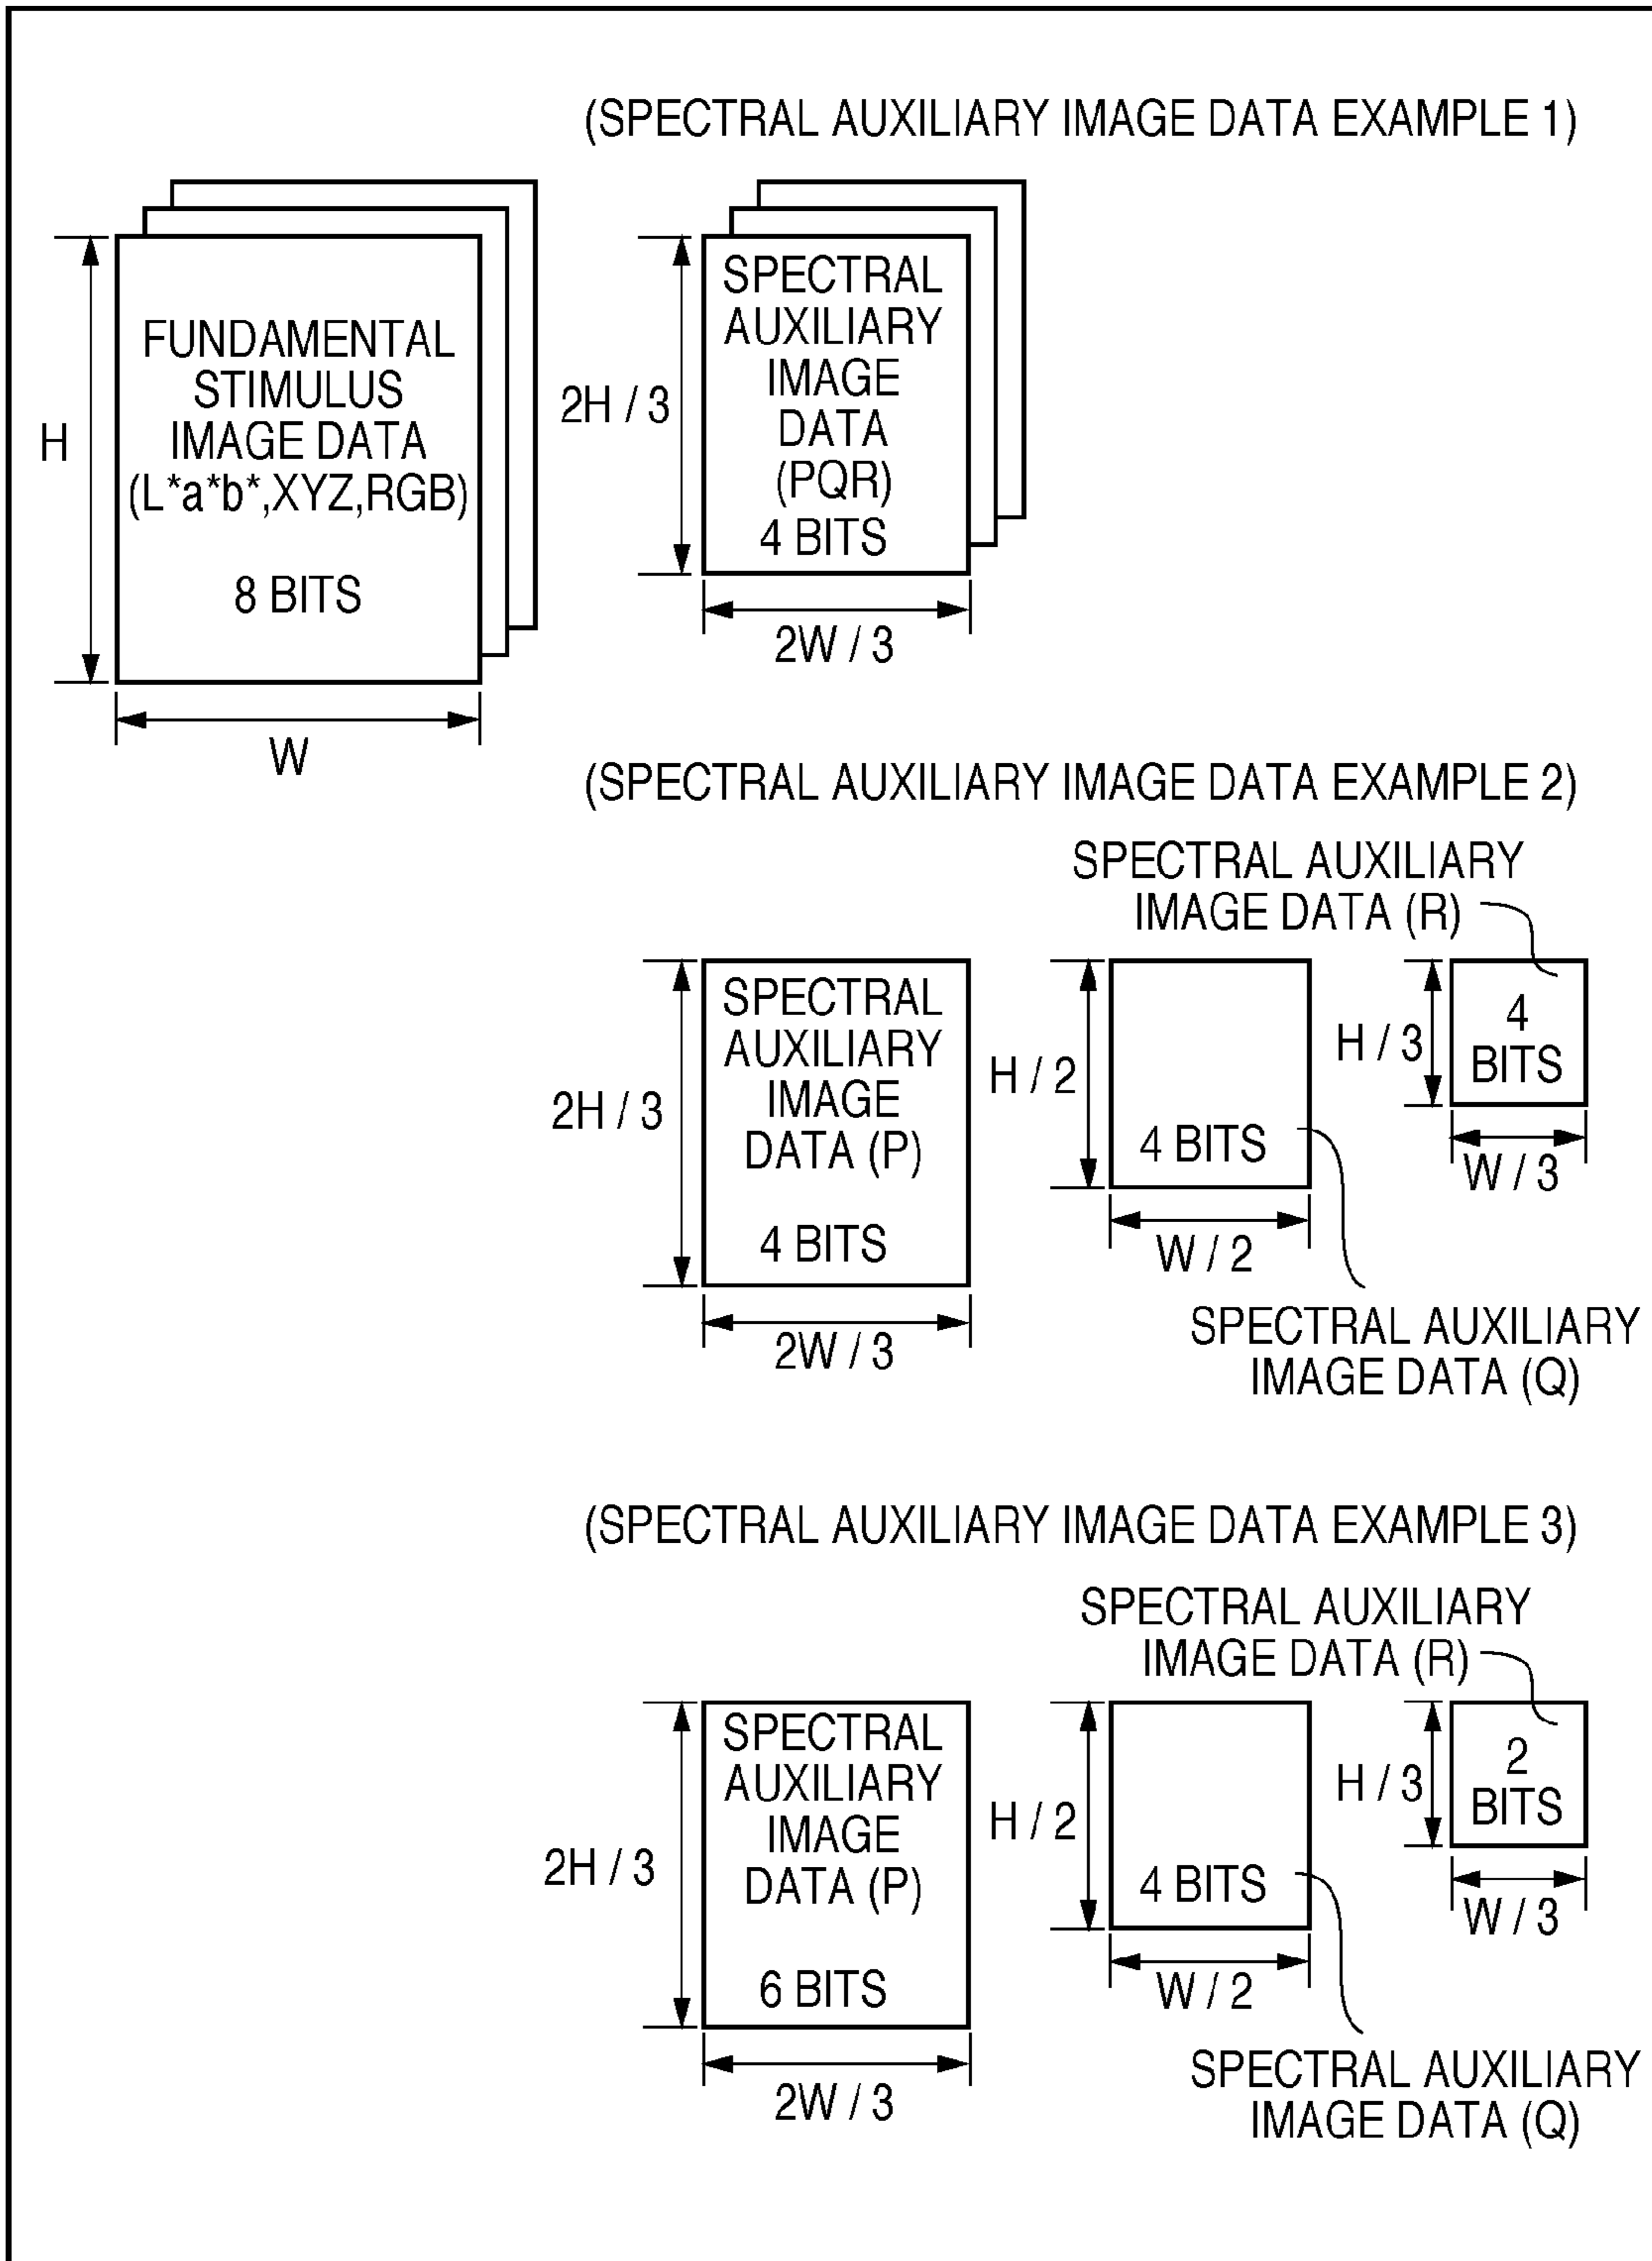 (SPECTRAL AUXILIARY IMAGE DATA EXAMPLE 1)
FUNDAMENTAL
STIMULUS
IMAGE DATA
(L*a*b*,XYZ,RGB)
8 BITS
H
W
SPECTRAL
AUXILIARY
IMAGE
DATA
(PQR)
4 BITS
2H / 3
2W / 3
(SPECTRAL AUXILIARY IMAGE DATA EXAMPLE 2)
SPECTRAL AUXILIARY
IMAGE DATA (R)
2H / 3
SPECTRAL
AUXILIARY
IMAGE
DATA (P)
4 BITS
2W / 3
H / 2
4 BITS
W / 2
H / 3
4
BITS
W / 3
SPECTRAL AUXILIARY
IMAGE DATA (Q)
(SPECTRAL AUXILIARY IMAGE DATA EXAMPLE 3)
SPECTRAL AUXILIARY
IMAGE DATA (R)
2H / 3
SPECTRAL
AUXILIARY
IMAGE
DATA (P)
6 BITS
2W / 3
H / 2
4 BITS
W / 2
H / 3
2
BITS
W / 3
SPECTRAL AUXILIARY
IMAGE DATA (Q)